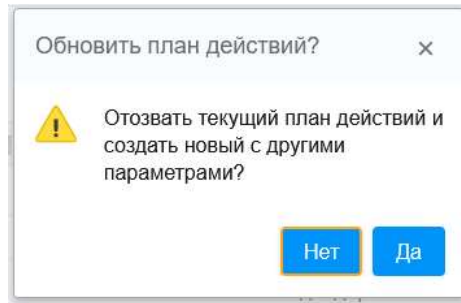 Обновить план действий?
Отозвать текущий план действий и
создать новый с другими
параметрами?
Нет
Да